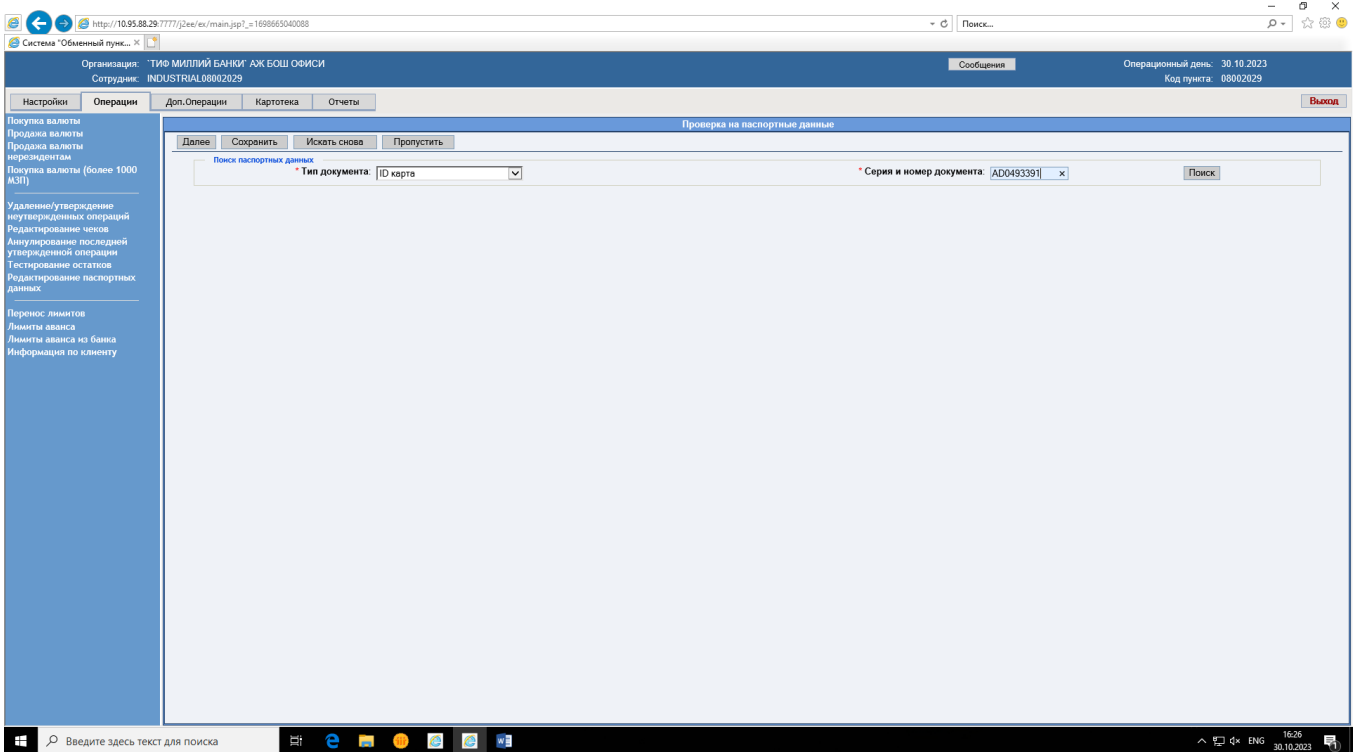 http://10.95.88.29:7777/j2ee/ex/main.jsp?_=1698665040088
Поиск...
Система "Обменный пунк...
Организация: "ТИФ МИЛЛИЙ БАНКИ" АЖ БОШ ОФИСИ
Сообщения
Операционный день: 30.10.2023
Сотрудник: INDUSTRIAL08002029
Код пункта: 08002029
Настройки Операции Доп.Операции Картотека Отчеты Выход
Покупка валюты
Продажа валюты
Продажа валюты
нерезидентам
Покупка валюты (более 1000
МЗП)
Удаление/утверждение
неутвержденных операций
Редактирование чеков
Аннулирование последней
утвержденной операции
Тестирование остатков
Редактирование паспортных
данных
Перенос лимитов
Лимиты аванса
Лимиты аванса из банка
Информация по клиенту
Проверка на паспортные данные
Далее Сохранить Искать снова Пропустить
Поиск паспортных данных
* Тип документа: ID карта * Серия и номер документа: AD0493391 Поиск
Введите здесь текст для поиска
ENG
16:26
30.10.2023